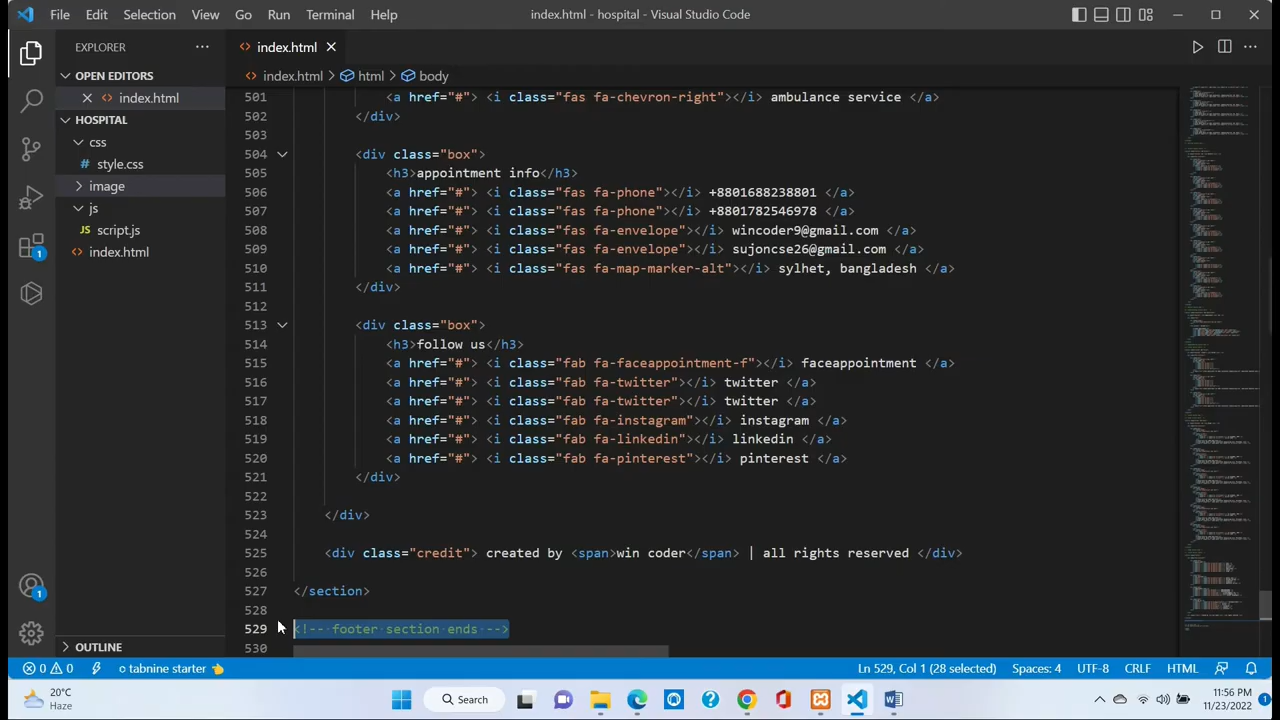 File Edit Selection View Go Run Terminal Help
index.html - hospital - Visual Studio Code
EXPLORER
index.html
OPEN EDITORS
index.html > html > body
index.html
HOSPITAL
css
style.css
image
js
script.js
index.html
OUTLINE
501 <a href="#"> <i class="fas fa-chevron-right"></i> ambulance service </a>
502 </div>
503
504 <div class="box">
505 <h3>appointment info</h3>
506 <a href="#"> <i class="fas fa-phone"></i> +8801688238801 </a>
507 <a href="#"> <i class="fas fa-phone"></i> +8801782546978 </a>
508 <a href="#"> <i class="fas fa-envelope"></i> wincoder9@gmail.com </a>
509 <a href="#"> <i class="fas fa-envelope"></i> sujoncse26@gmail.com </a>
510 <a href="#"> <i class="fas fa-map-marker-alt"></i> sylhet, bangladesh </a>
511 </div>
512
513 <div class="box">
514 <h3>follow us</h3>
515 <a href="#"> <i class="fab fa-faceappointment-f"></i> faceappointment </a>
516 <a href="#"> <i class="fab fa-twitter"></i> twitter </a>
517 <a href="#"> <i class="fab fa-twitter"></i> twitter </a>
518 <a href="#"> <i class="fab fa-instagram"></i> instagram </a>
519 <a href="#"> <i class="fab fa-linkedin"></i> linkedin </a>
520 <a href="#"> <i class="fab fa-pinterest"></i> pinterest </a>
521 </div>
522
523 </div>
524
525 <div class="credit"> created by <span>win coder</span> | all rights reserved </div>
526
527 </section>
528
529 <!-- footer section ends
530
0 0 tabnine starter Ln 529, Col 1 (28 selected) Spaces: 4 UTF-8 CRLF HTML
20°C
Haze
Search
11:56 PM
11/23/2022